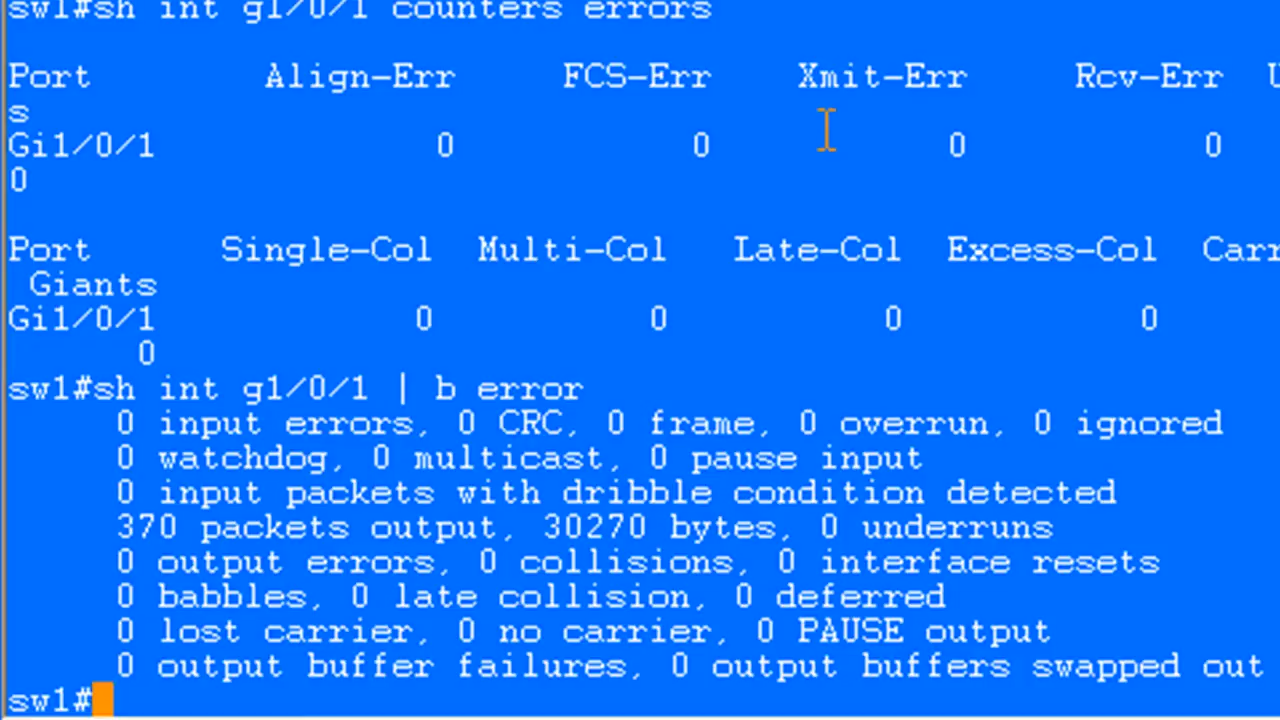 sw1#sh int g1/0/1 counters errors
Port Align-Err FCS-Err Xmit-Err Rcv-Err
s
Gi1/0/1 0 0 0 0
0
Port Single-Col Multi-Col Late-Col Excess-Col Carr
Giants
Gi1/0/1 0 0 0 0
0
sw1#sh int g1/0/1 | b error
0 input errors, 0 CRC, 0 frame, 0 overrun, 0 ignored
0 watchdog, 0 multicast, 0 pause input
0 input packets with dribble condition detected
370 packets output, 30270 bytes, 0 underruns
0 output errors, 0 collisions, 0 interface resets
0 babbles, 0 late collision, 0 deferred
0 lost carrier, 0 no carrier, 0 PAUSE output
0 output buffer failures, 0 output buffers swapped out
sw1#